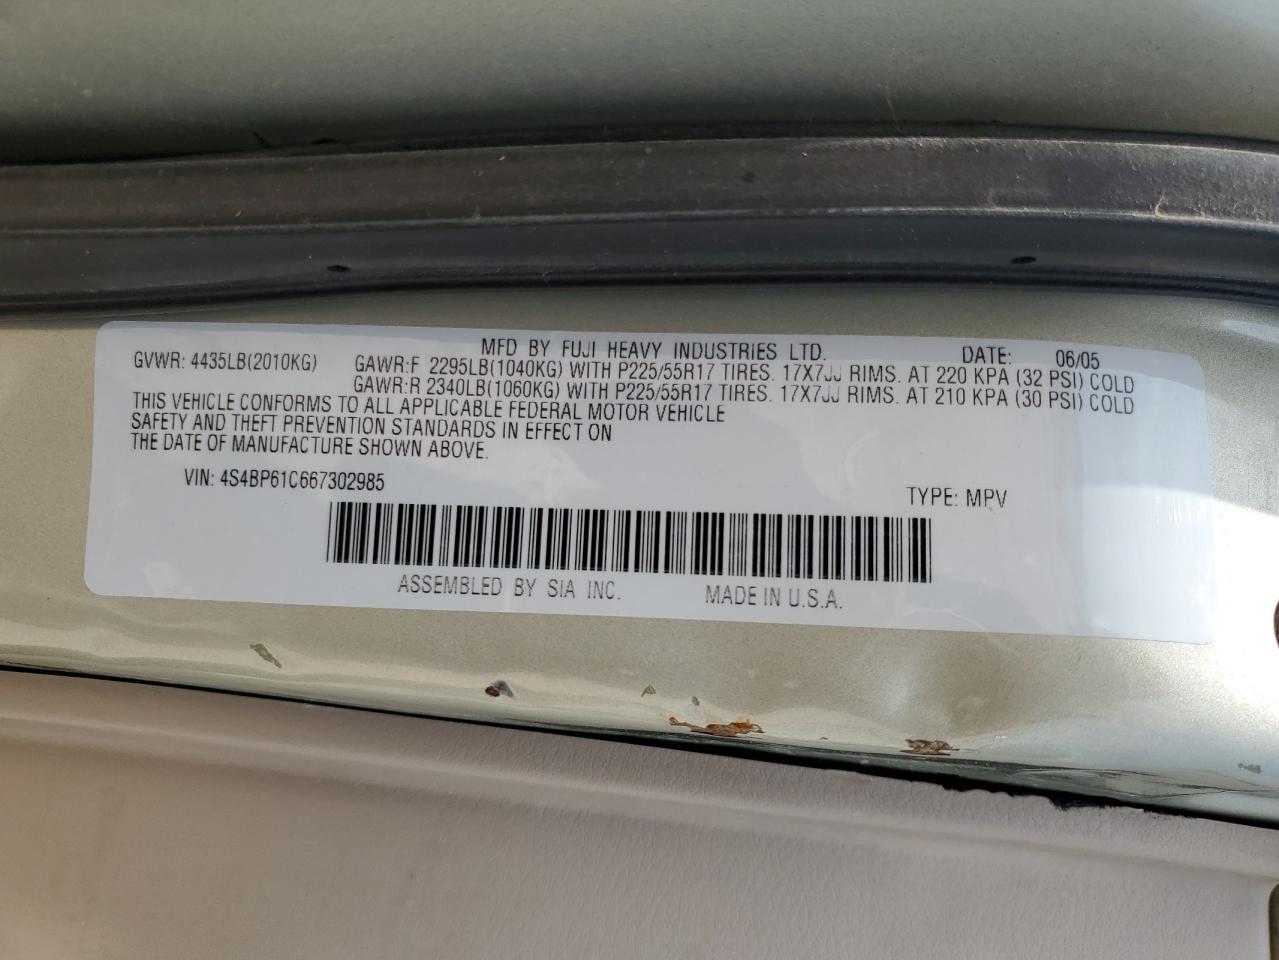 MFD BY FUJI HEAVY INDUSTRIES LTD. DATE: 06/05
GVWR: 4435LB(2010KG) GAWR:F 2295LB(1040KG) WITH P225/55R17 TIRES. 17X7JJ RIMS. AT 220 KPA (32 PSI) COLD
GAWR:R 2340LB(1060KG) WITH P225/55R17 TIRES. 17X7JJ RIMS. AT 210 KPA (30 PSI) COLD
THIS VEHICLE CONFORMS TO ALL APPLICABLE FEDERAL MOTOR VEHICLE
SAFETY AND THEFT PREVENTION STANDARDS IN EFFECT ON
THE DATE OF MANUFACTURE SHOWN ABOVE.
VIN: 4S4BP61C667302985 TYPE: MPV
ASSEMBLED BY SIA INC. MADE IN U.S.A.